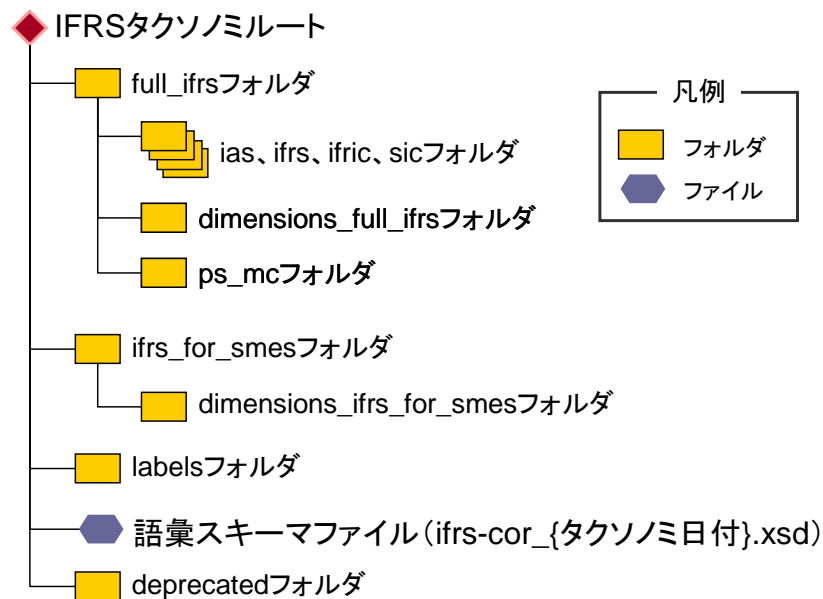 IFRSタクソノミルート
full_ifrsフォルダ
ias、ifrs、ifric、sicフォルダ
dimensions_full_ifrsフォルダ
ps_mcフォルダ
ifrs_for_smesフォルダ
dimensions_ifrs_for_smesフォルダ
labelsフォルダ
語彙スキーマファイル（ifrs-cor_{タクソノミ日付}.xsd）
deprecatedフォルダ
凡例
フォルダ
ファイル